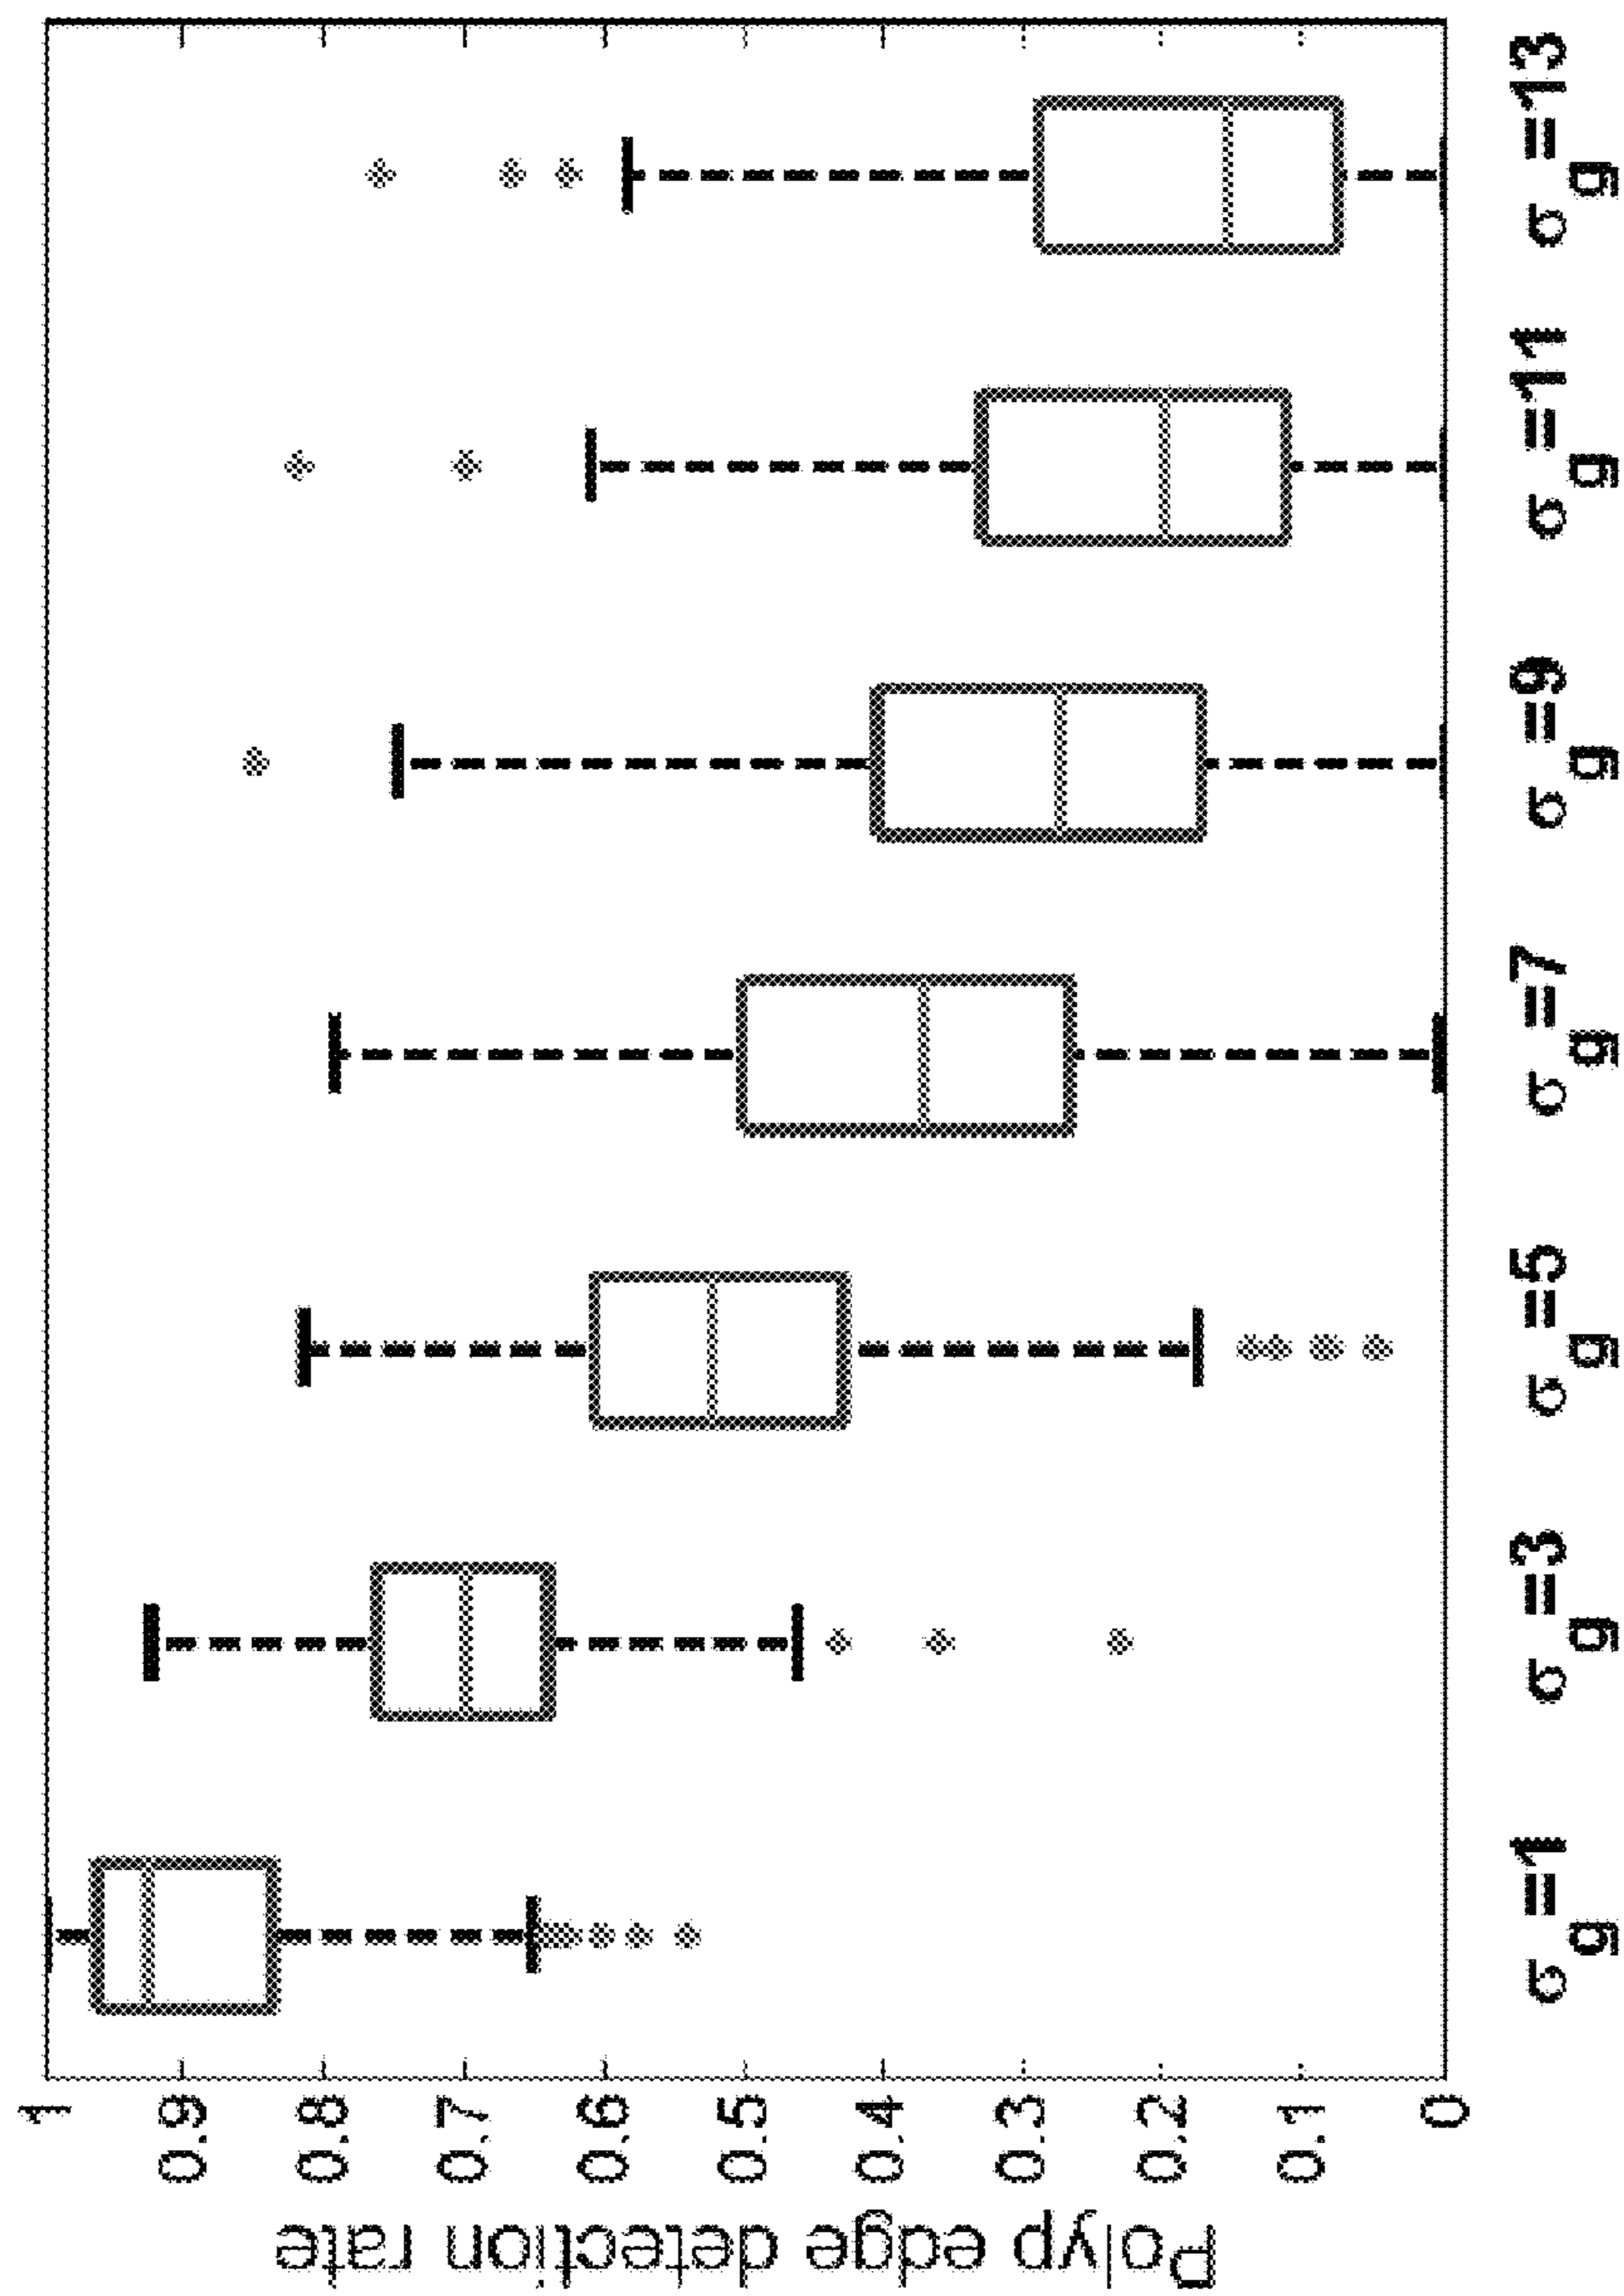 Polyp edge detection rate
1
0.9
0.8
0.7
0.6
0.5
0.4
0.3
0.2
0.1
0
σg=1
σg=3
σg=5
σg=7
σg=9
σg=11
σg=13